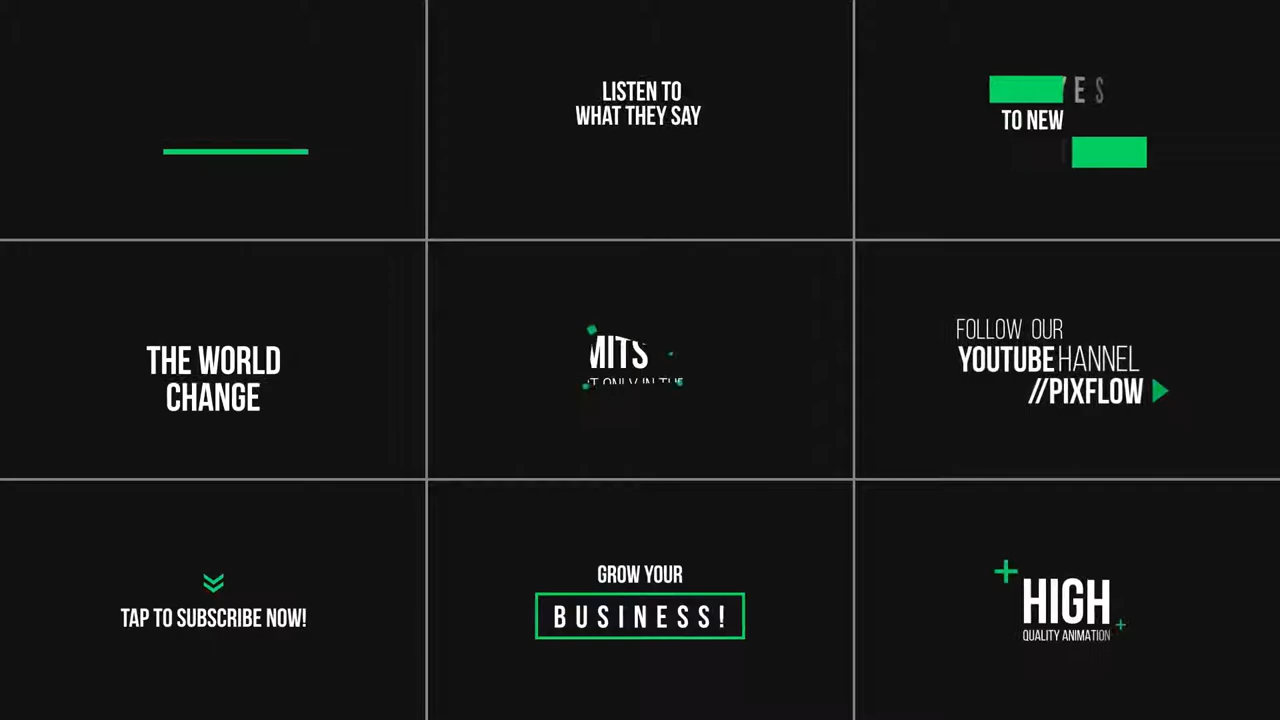 LISTEN TO
WHAT THEY SAY
YES
TO NEW
THE WORLD
CHANGE
MITS
FOLLOW OUR
YOUTUBE HANNEL
//PIXFLOW
TAP TO SUBSCRIBE NOW!
GROW YOUR
BUSINESS!
HIGH
QUALITY ANIMATION